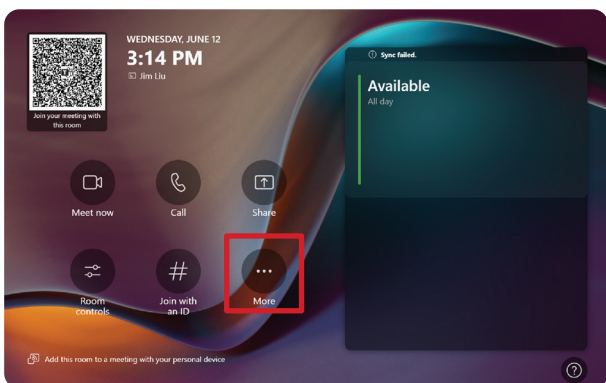 WEDNESDAY, JUNE 12
3:14 PM
Jim Liu
Join your meeting with
this room
Sync failed.
Available
All day
Meet now
Call
Share
Room
controls
Join with
an ID
More
Add this room to a meeting with your personal device